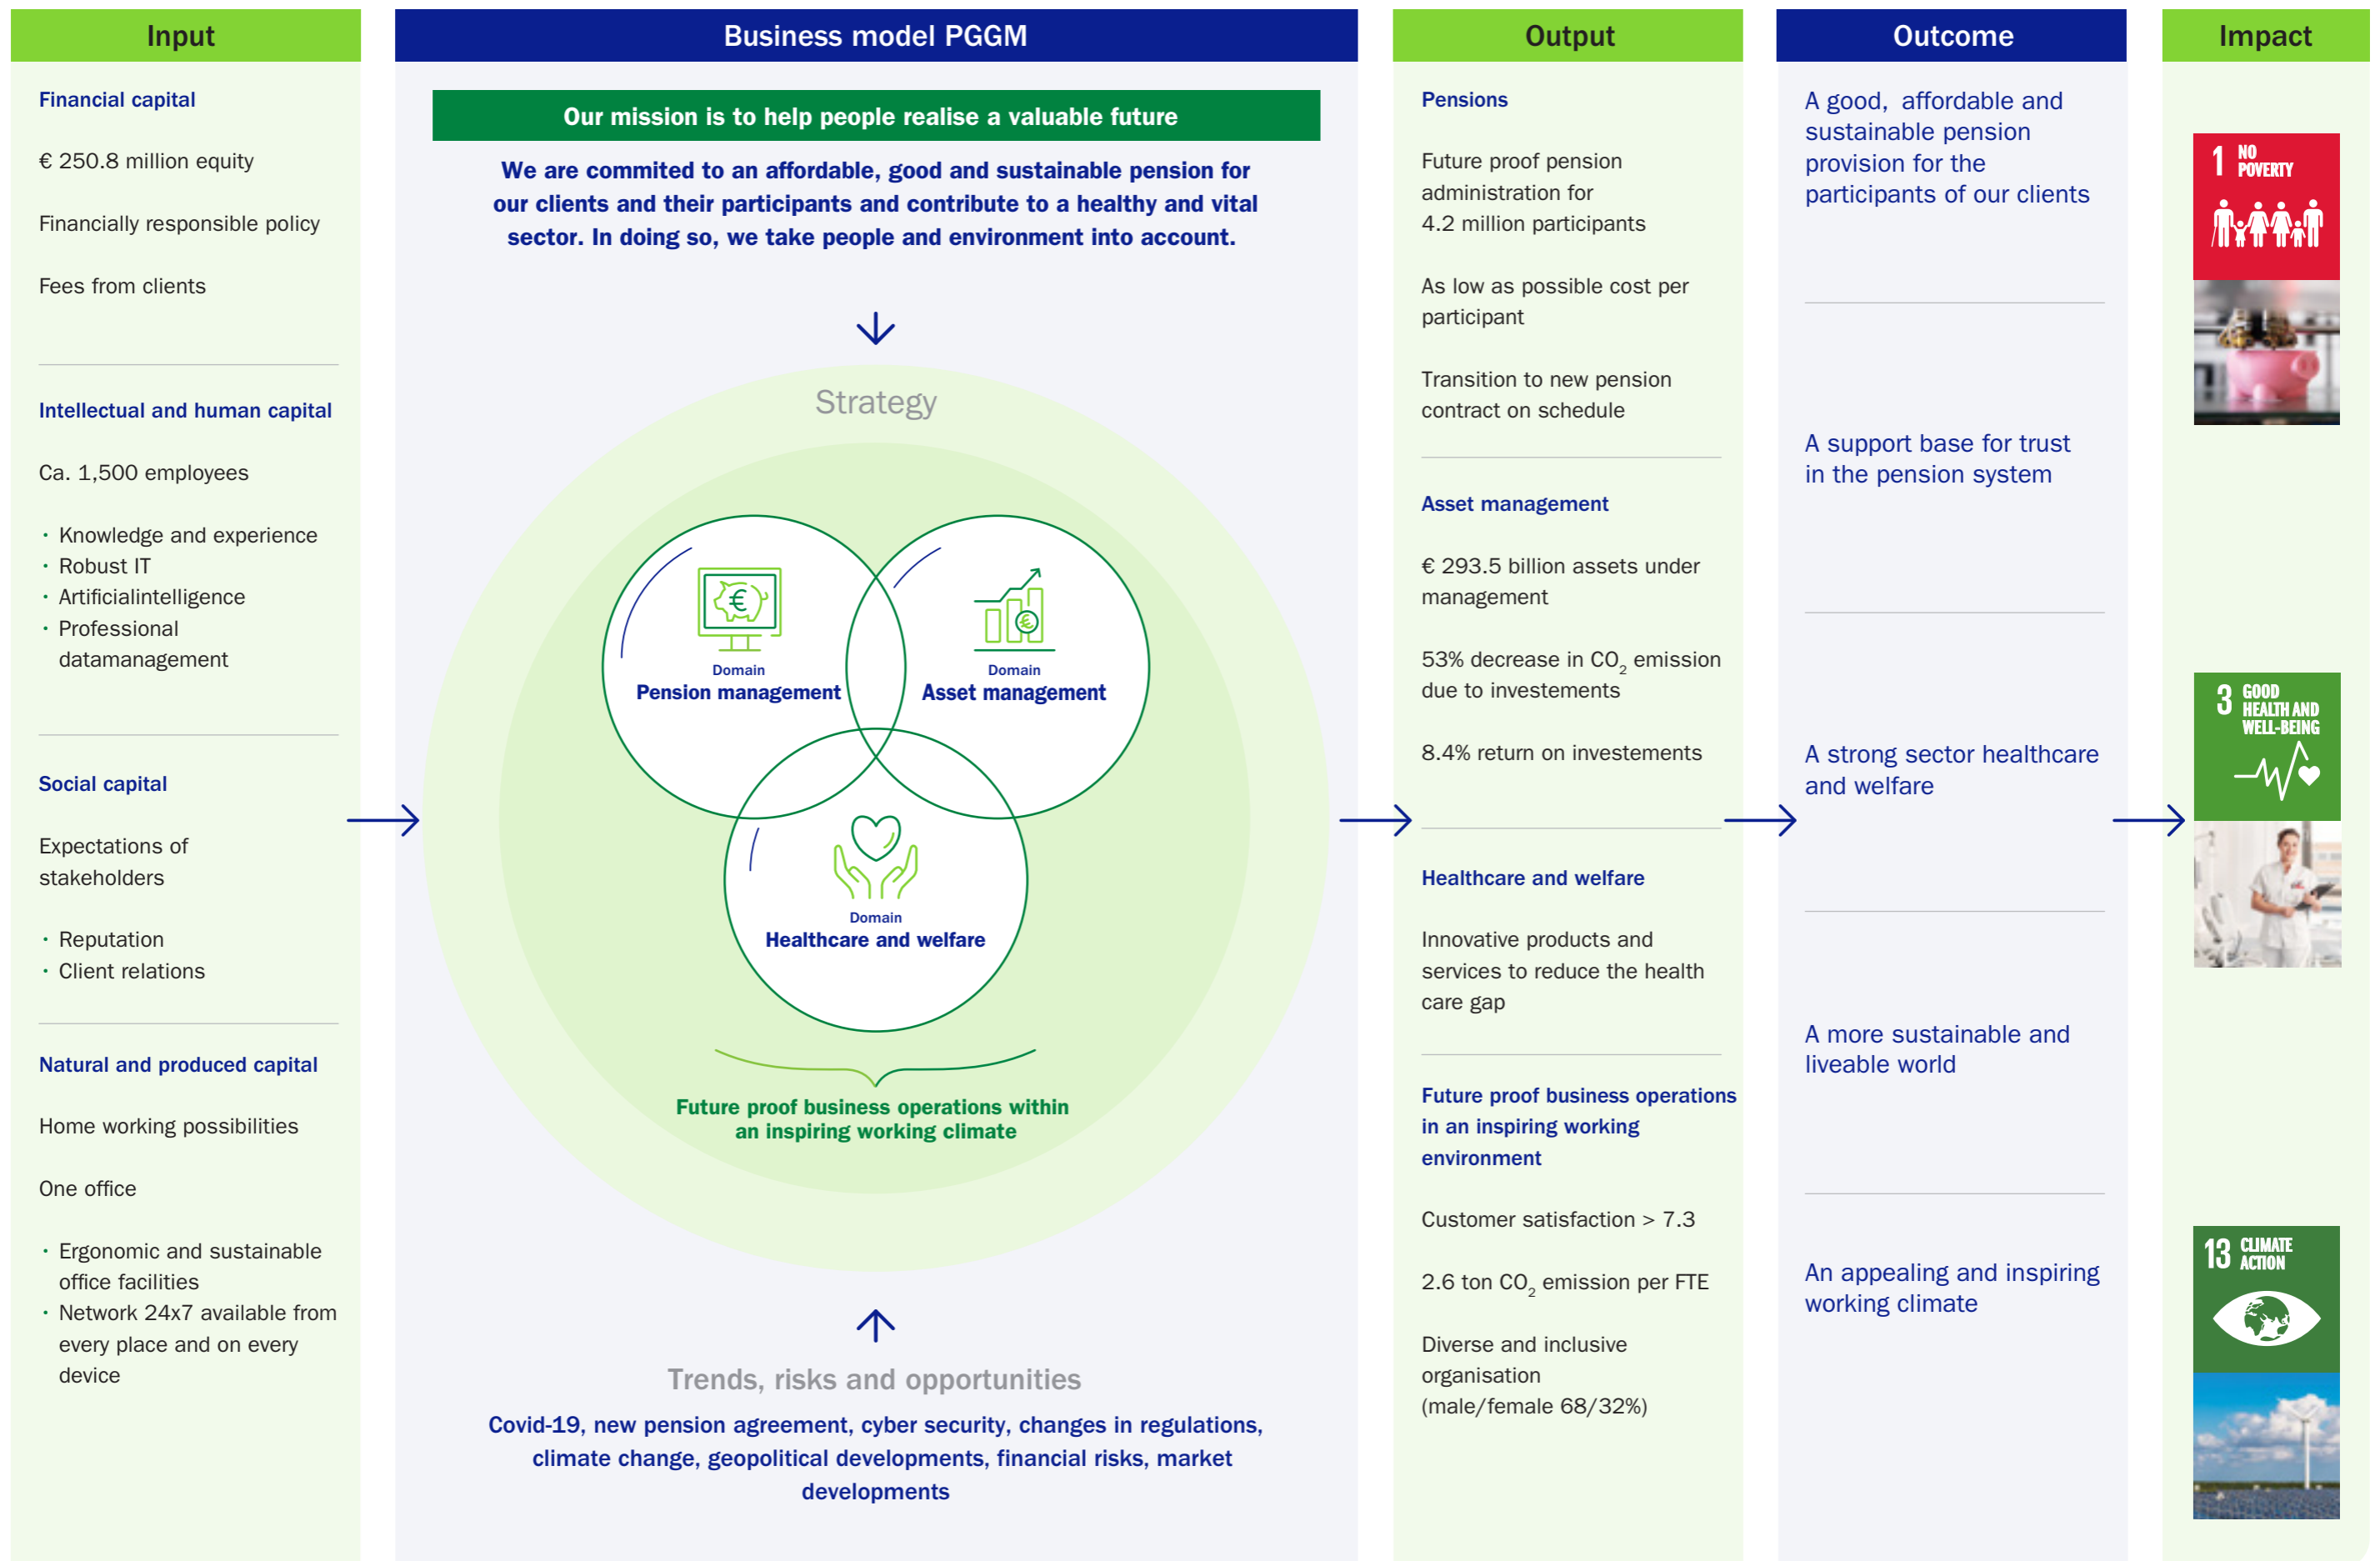 Input
Financial capital
€ 250.8 million equity
Financially responsible policy
Fees from clients
Intellectual and human capital
Ca. 1,500 employees
• Knowledge and experience
• Robust IT
• Artificialintelligence
• Professional
datamanagement
Social capital
Expectations of
stakeholders
• Reputation
• Client relations
Natural and produced capital
Home working possibilities
One office
• Ergonomic and sustainable
office facilities
• Network 24x7 available from
every place and on every
device
Business model PGGM
Our mission is to help people realise a valuable future
We are commited to an affordable, good and sustainable pension for
our clients and their participants and contribute to a healthy and vital
sector. In doing so, we take people and environment into account.
Strategy
Domain
Pension management
Domain
Asset management
Domain
Healthcare and welfare
Future proof business operations within
an inspiring working climate
Trends, risks and opportunities
Covid-19, new pension agreement, cyber security, changes in regulations,
climate change, geopolitical developments, financial risks, market
developments
Output
Pensions
Future proof pension
administration for
4.2 million participants
As low as possible cost per
participant
Transition to new pension
contract on schedule
Asset management
€ 293.5 billion assets under
management
53% decrease in CO₂ emission
due to investements
8.4% return on investements
Healthcare and welfare
Innovative products and
services to reduce the health
care gap
Future proof business operations
in an inspiring working
environment
Customer satisfaction > 7.3
2.6 ton CO₂ emission per FTE
Diverse and inclusive
organisation
(male/female 68/32%)
Outcome
A good, affordable and
sustainable pension
provision for the
participants of our clients
A support base for trust
in the pension system
A strong sector healthcare
and welfare
A more sustainable and
liveable world
An appealing and inspiring
working climate
Impact
1 NO
POVERTY
3 GOOD
HEALTH AND
WELL-BEING
13 CLIMATE
ACTION